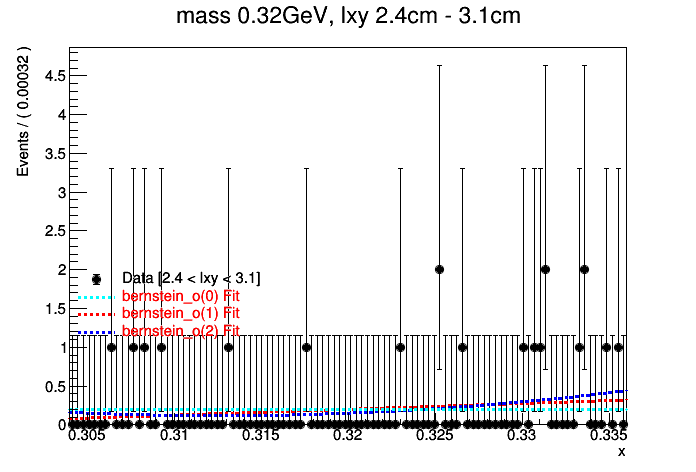 mass 0.32GeV, lxy 2.4cm - 3.1cm
Events / ( 0.00032 )
4.5
4
3.5
3
2.5
2
1.5
1
0.5
0
Data [2.4 < lxy < 3.1]
bernstein_o(0) Fit
bernstein_o(1) Fit
bernstein_o(2) Fit
0.305 0.31 0.315 0.32 0.325 0.33 0.335
x